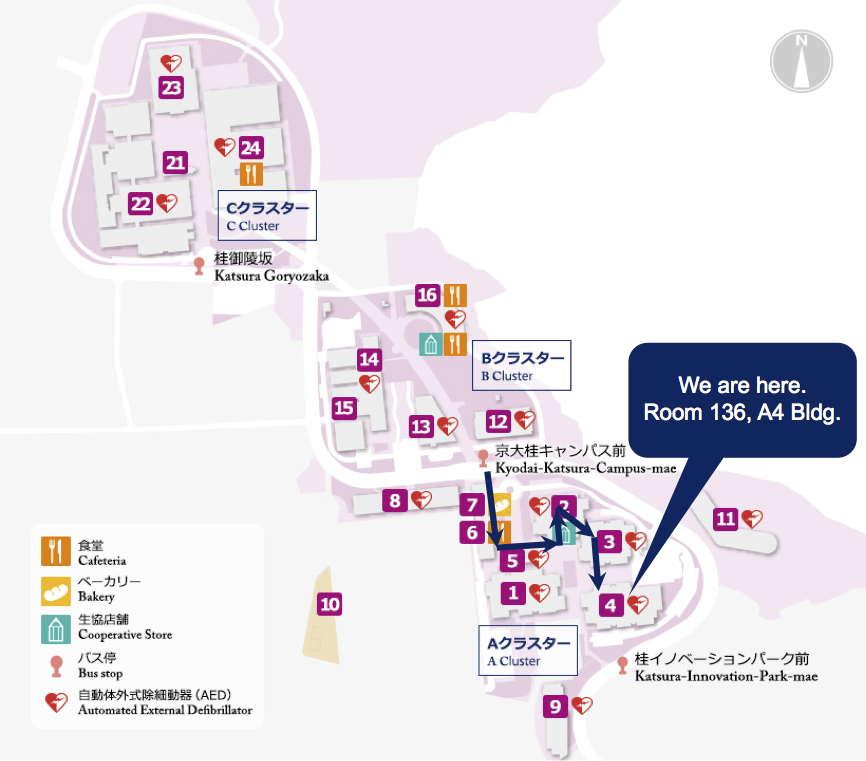 N
23
24
21
22
Cクラスター
C Cluster
桂御陵坂
Katsura Goryozaka
16
14
15
13
12
Bクラスター
B Cluster
We are here.
Room 136, A4 Bldg.
京大桂キャンパス前
Kyodai-Katsura-Campus-mae
8
7
6
2
3
5
1
4
11
10
9
Aクラスター
A Cluster
桂イノベーションパーク前
Katsura-Innovation-Park-mae
食堂
Cafeteria
ベーカリー
Bakery
生協店舗
Cooperative Store
バス停
Bus stop
自動体外式除細動器(AED)
Automated External Defibrillator